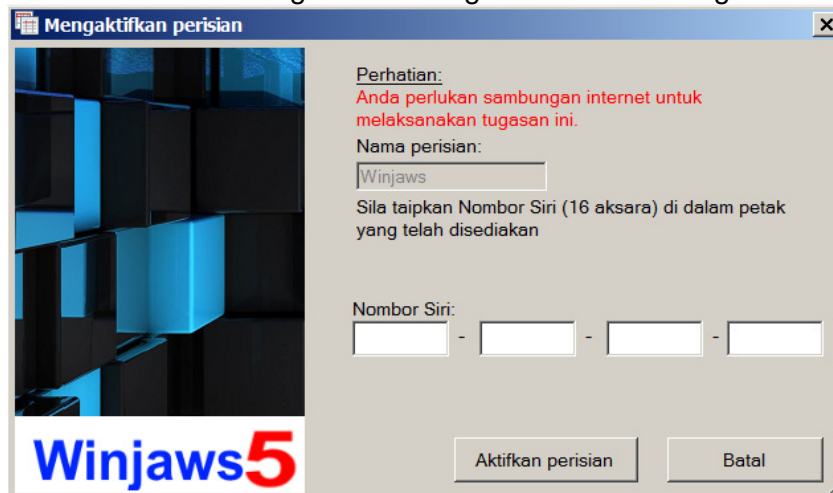 Mengaktifkan perisian
Perhatian:
Anda perlukan sambungan internet untuk
melaksanakan tugasan ini.
Nama perisian:
Winjaws
Sila taipkan Nombor Siri (16 aksara) di dalam petak
yang telah disediakan
Nombor Siri:
- - -
Winjaws5
Aktifkan perisian Batal